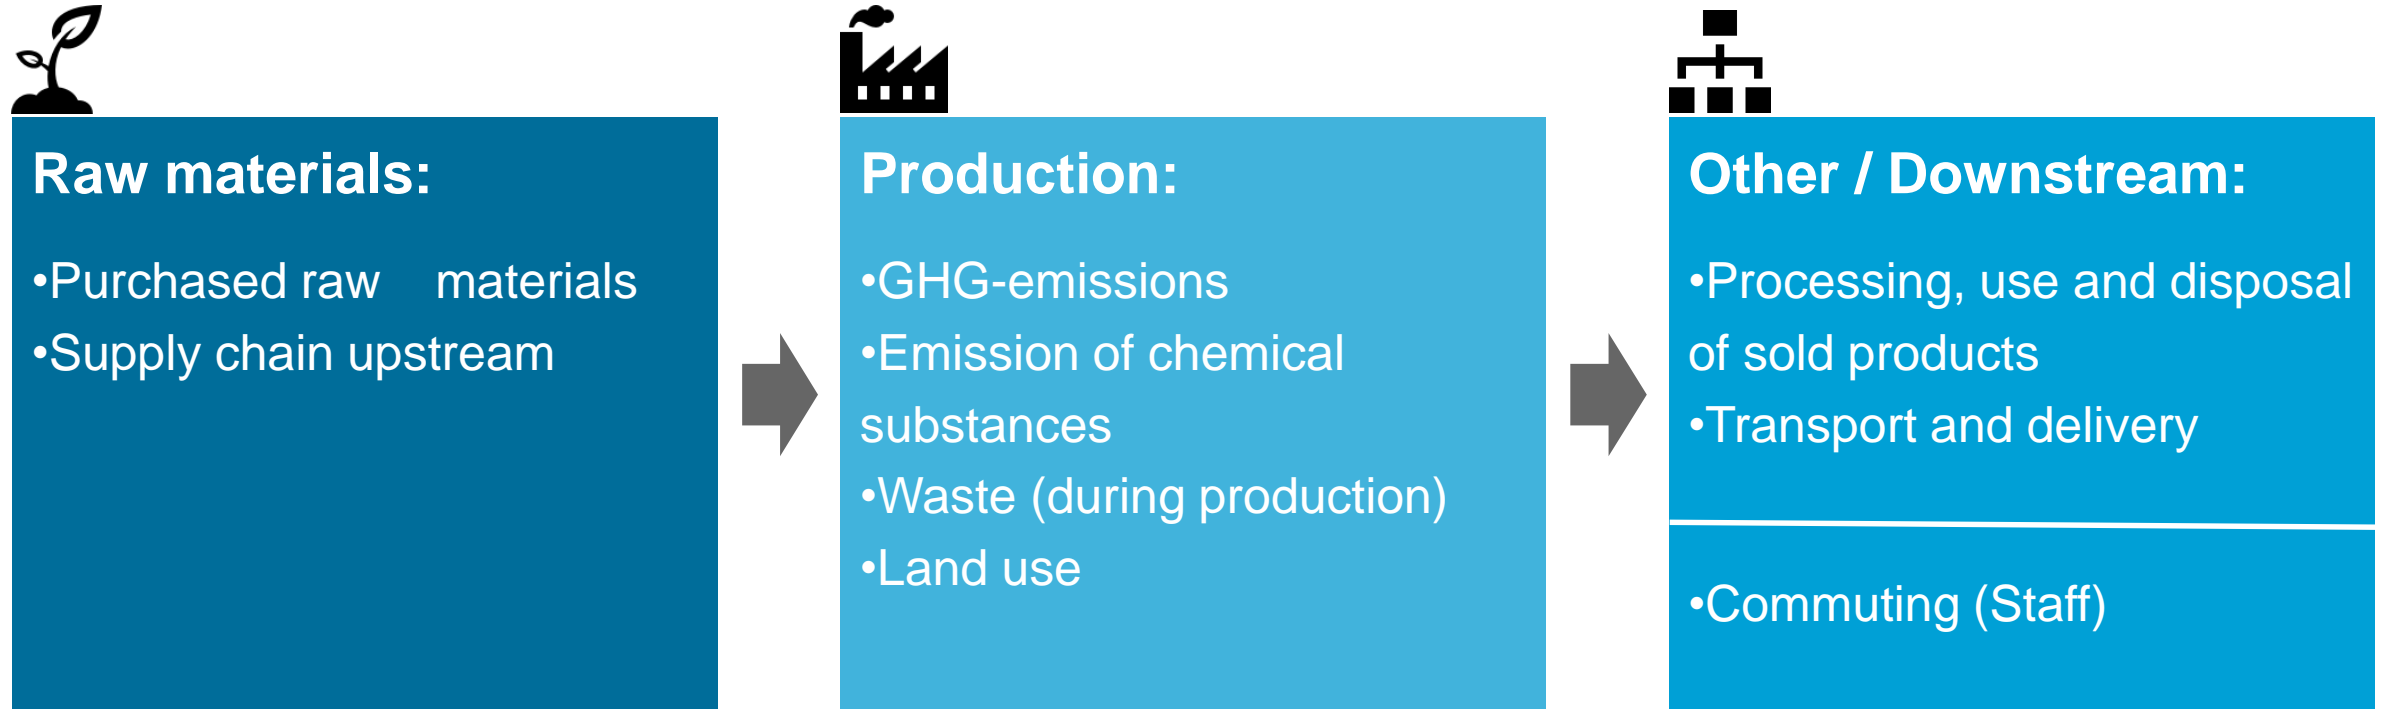 Raw materials:
•Purchased raw materials
•Supply chain upstream
Production:
•GHG-emissions
•Emission of chemical
substances
•Waste (during production)
•Land use
Other / Downstream:
•Processing, use and disposal
of sold products
•Transport and delivery
•Commuting (Staff)